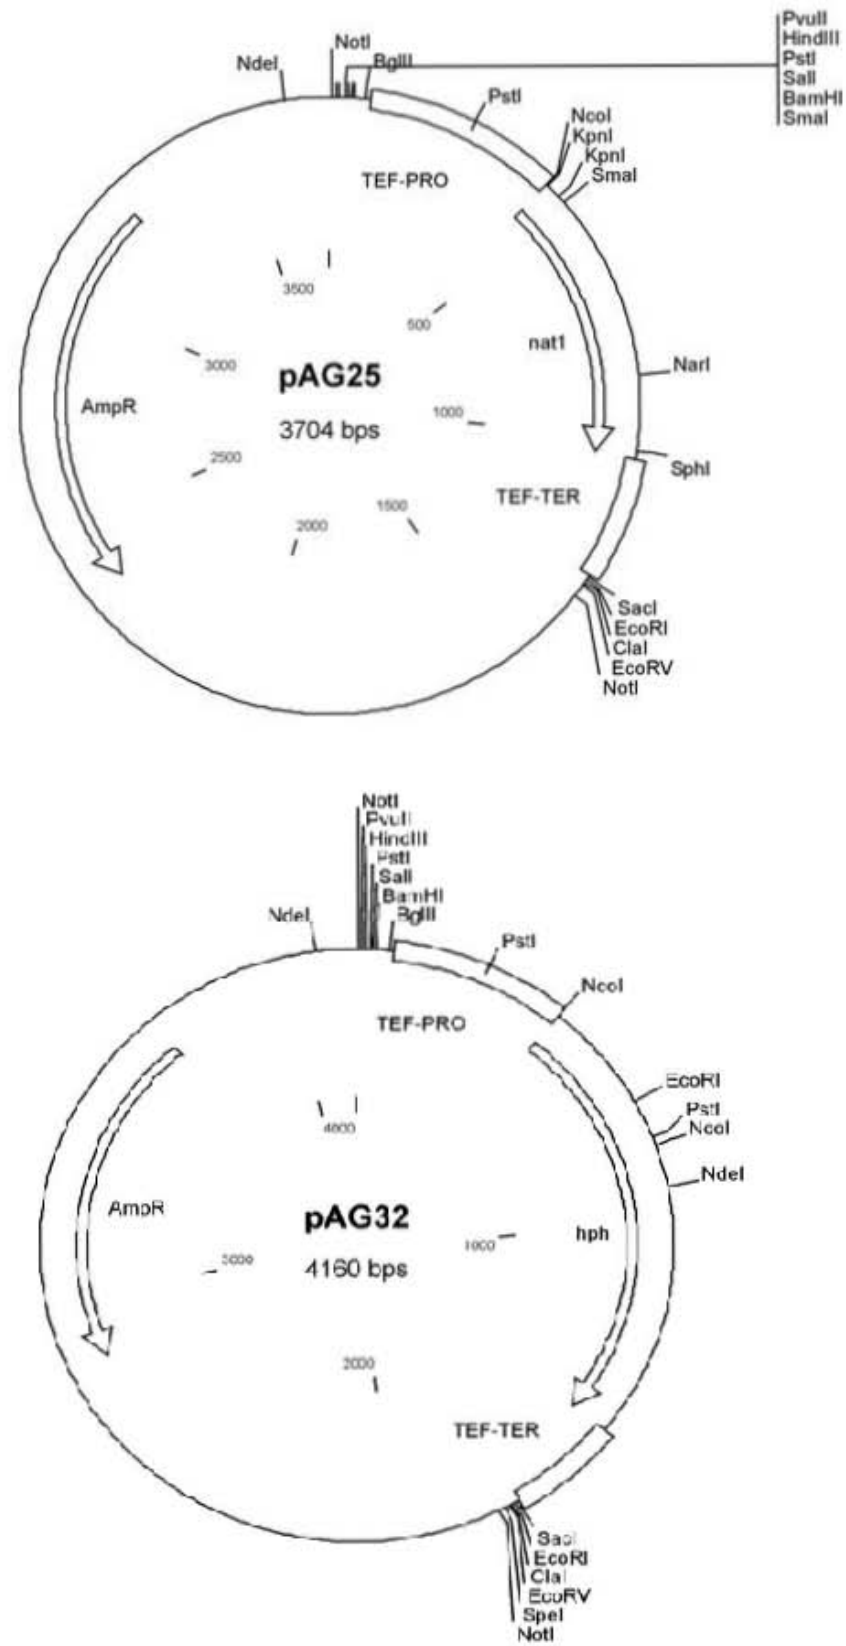 PvuII
HindIII
PstI
SalI
BamHI
SmaI
NotI
NdeI
BglII
PstI
NcoI
KpnI
KpnI
SmaI
TEF-PRO
3500
500
nat1
3000
pAG25
NarI
AmpR
1000
3704 bps
2500
SphI
TEF-TER
1500
2000
SacI
EcoRI
ClaI
EcoRV
NotI
NotI
PvuII
HindIII
PstI
SalI
BamHI
NdeI
BglII
PstI
NcoI
TEF-PRO
EcoRI
PstI
NcoI
4000
NdeI
AmpR
pAG32
hph
1000
3000
4160 bps
2000
TEF-TER
SacI
EcoRI
ClaI
EcoRV
SpeI
NotI